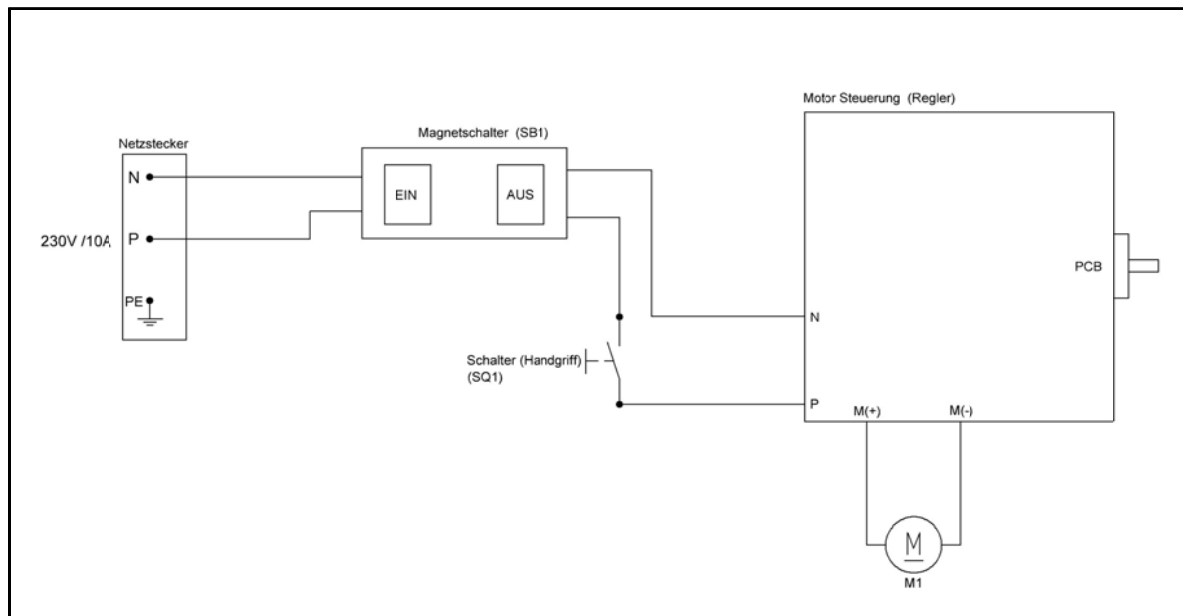 Motor Steuerung (Regler)
Magnetschalter (SB1)
Netzstecker
N
EIN
AUS
230V /10A
P
PCB
PE
N
Schalter (Handgriff)
(SQ1)
P
M(+)
M(-)
M
M1